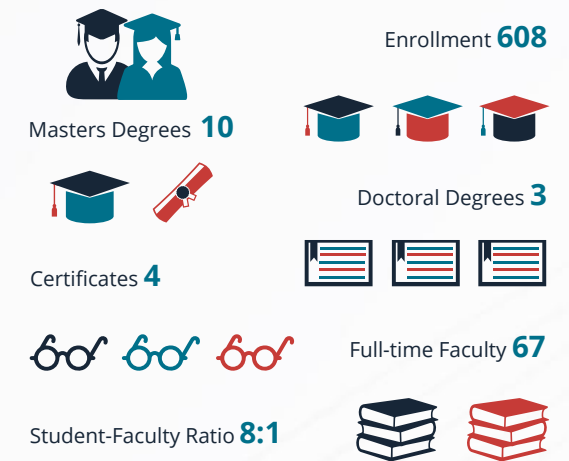 Enrollment 608
Masters Degrees 10
Doctoral Degrees 3
Certificates 4
Full-time Faculty 67
Student-Faculty Ratio 8:1